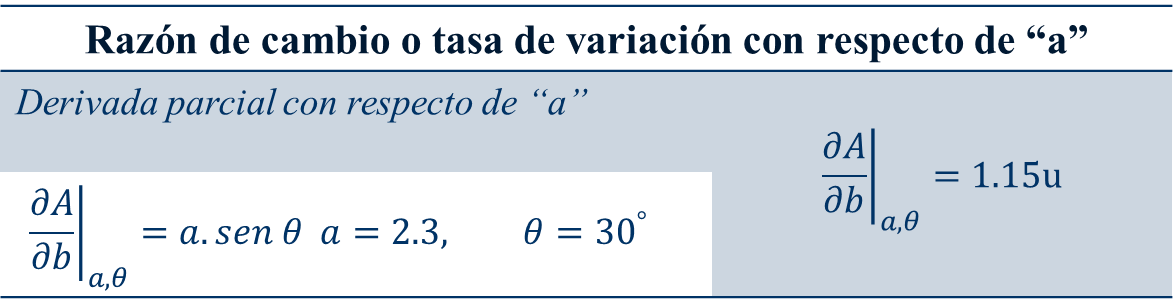 Razón de cambio o tasa de variación con respecto de “a”
Derivada parcial con respecto de “a”
∂A/∂b|a,θ = a. sen θ  a = 2.3,  θ = 30°
∂A/∂b|a,θ = 1.15u